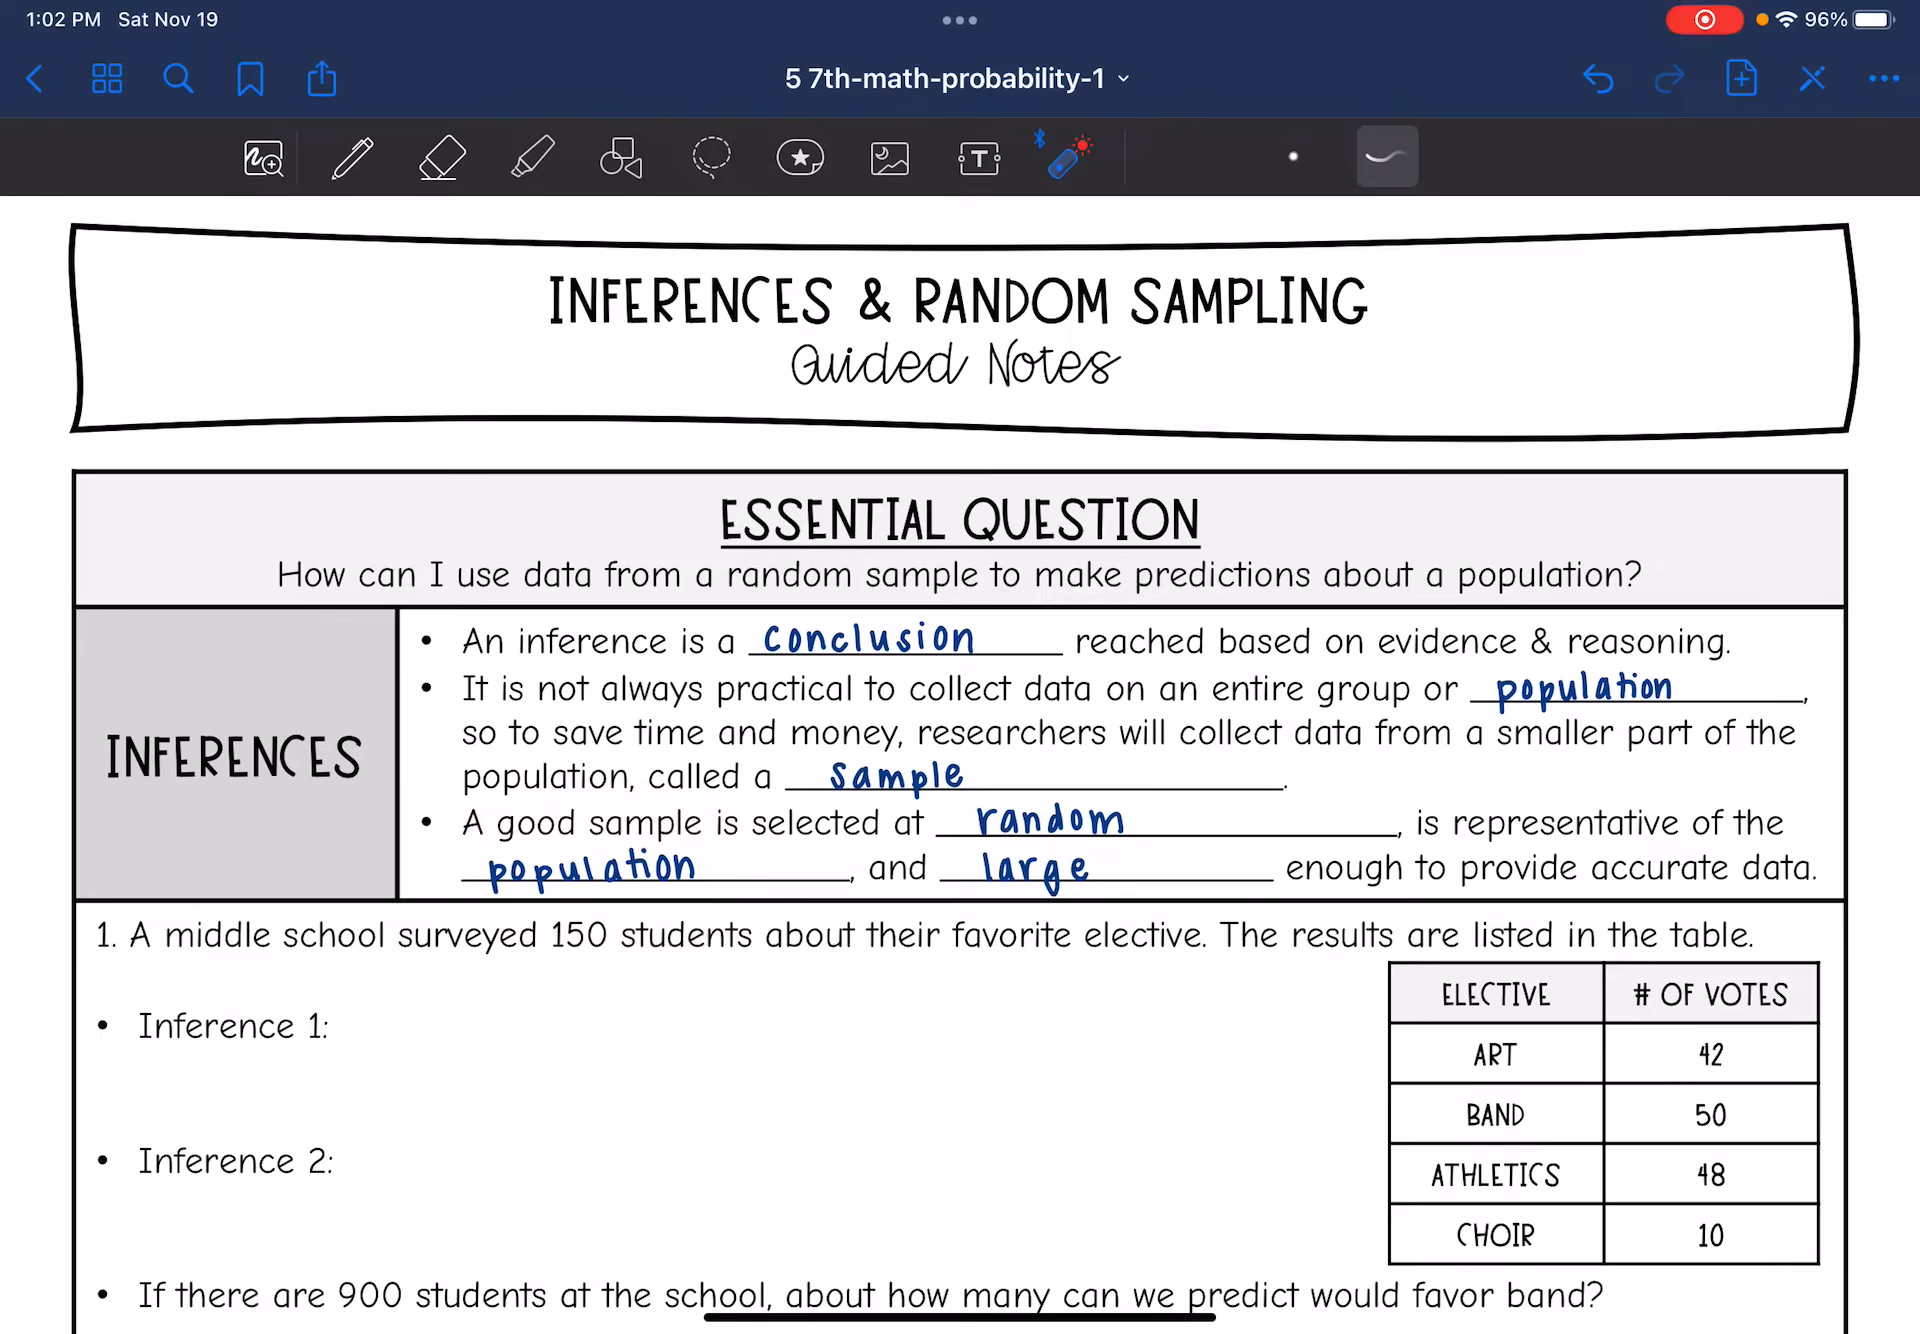 1:02 PM Sat Nov 19
96%
5 7th-math-probability-1
T
INFERENCES & RANDOM SAMPLING
Guided Notes
ESSENTIAL QUESTION
How can I use data from a random sample to make predictions about a population?
INFERENCES
• An inference is a conclusion reached based on evidence & reasoning.
• It is not always practical to collect data on an entire group or population,
so to save time and money, researchers will collect data from a smaller part of the
population, called a sample.
• A good sample is selected at random, is representative of the
population, and large enough to provide accurate data.
1. A middle school surveyed 150 students about their favorite elective. The results are listed in the table.
• Inference 1:
• Inference 2:
ELECTIVE # OF VOTES
ART 42
BAND 50
ATHLETICS 48
CHOIR 10
• If there are 900 students at the school, about how many can we predict would favor band?